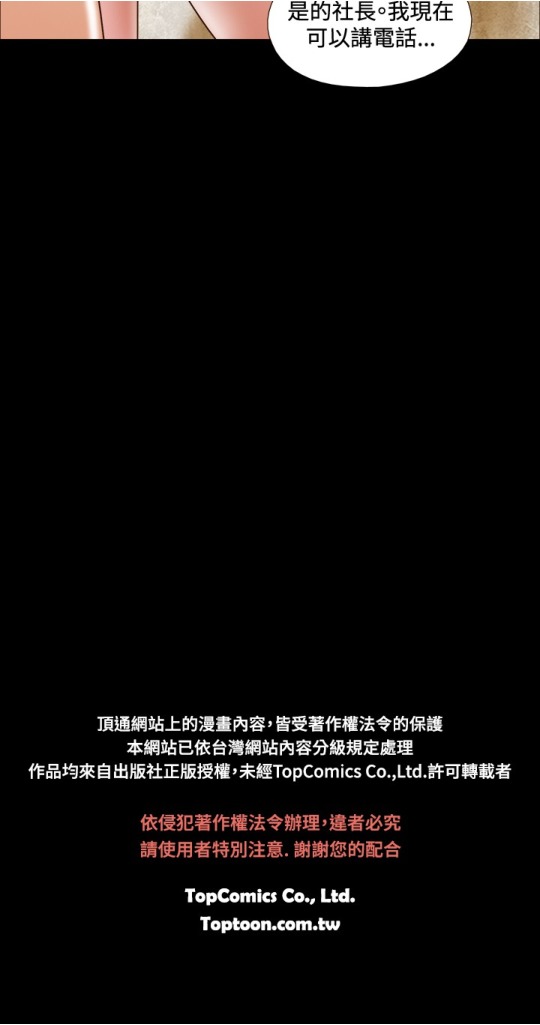 是的社長。我現在
可以講電話...
頂通網站上的漫畫內容，皆受著作權法令的保護
本網站已依台灣網站內容分級規定處理
作品均來自出版社正版授權，未經TopComics Co.,Ltd.許可轉載者
依侵犯著作權法令辦理，違者必究
請使用者特別注意. 謝謝您的配合
TopComics Co., Ltd.
Toptoon.com.tw